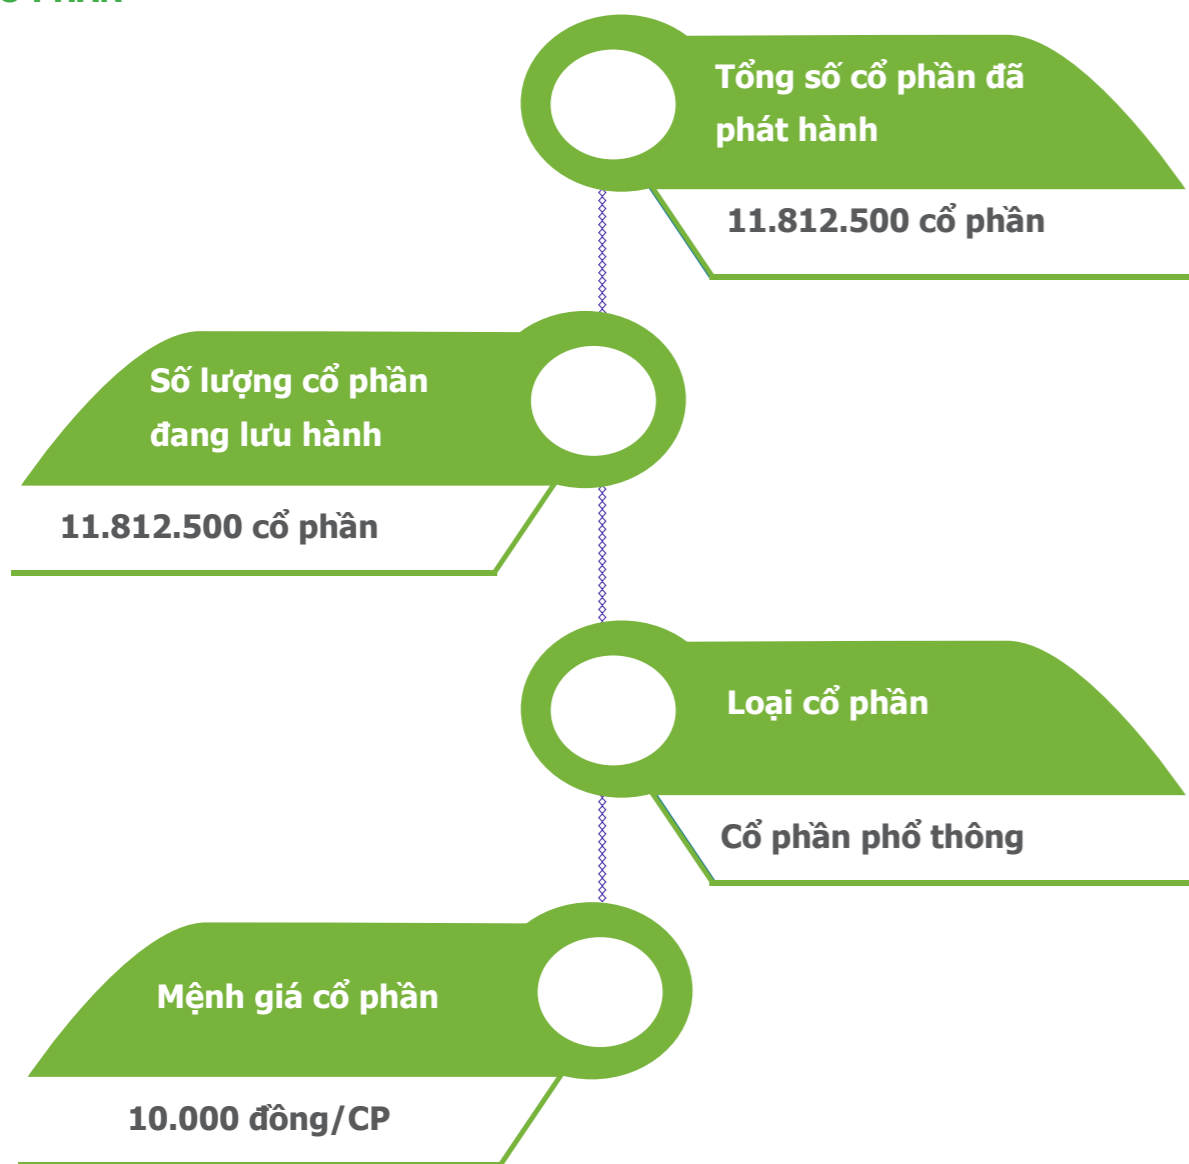 Tổng số cổ phần đã
phát hành
11.812.500 cổ phần
Số lượng cổ phần
đang lưu hành
11.812.500 cổ phần
Loại cổ phần
Cổ phần phổ thông
Mệnh giá cổ phần
10.000 đồng/CP